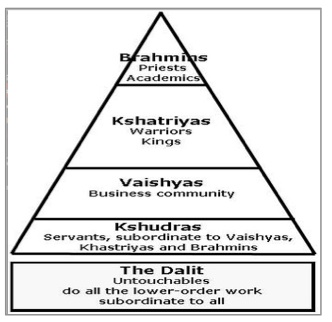 Brahmins
Priests
Academics
Kshatriyas
Warriors
Kings
Vaishyas
Business community
Kshudras
Servants, subordinate to Vaishyas,
Khastriyas and Brahmins
The Dalit
Untouchables
do all the lower-order work
subordinate to all